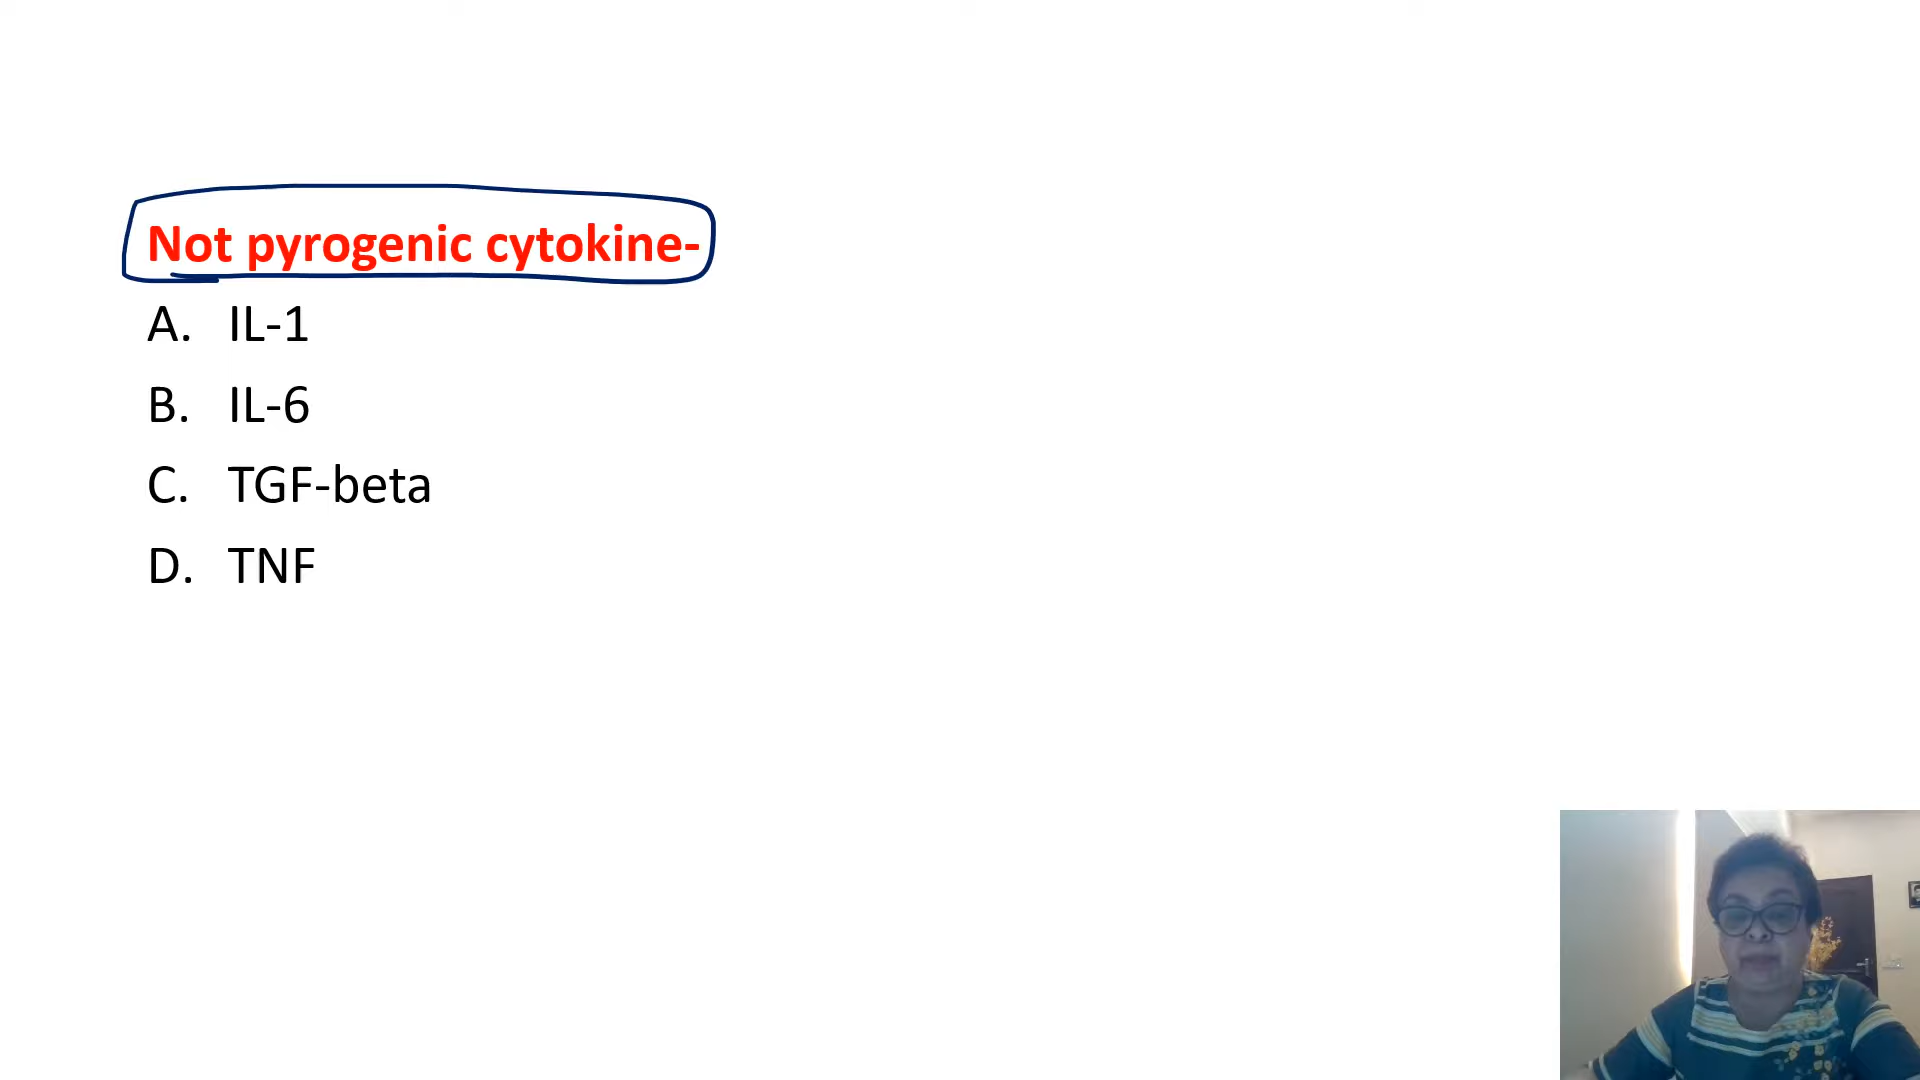 Not pyrogenic cytokine-
A. IL-1
B. IL-6
C. TGF-beta
D. TNF